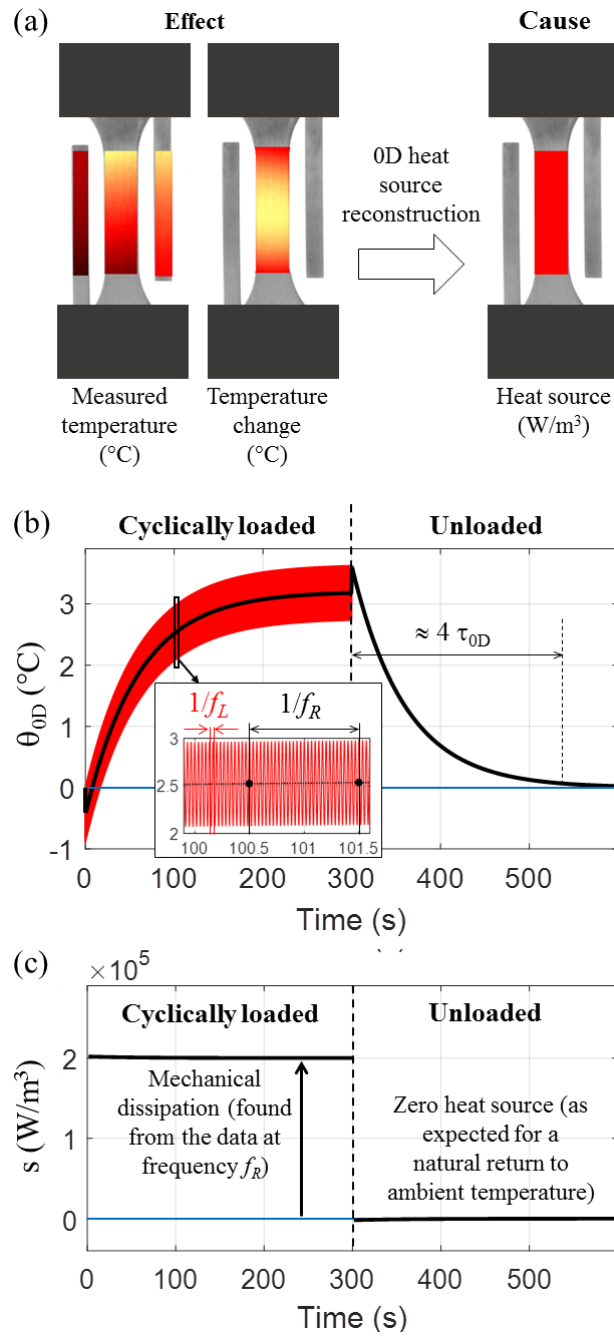 (a)
Effect
Cause
0D heat
source
reconstruction
Measured
temperature
(°C)
Temperature
change
(°C)
Heat source
(W/m³)
(b)
Cyclically loaded
Unloaded
θ0D (°C)
3
2
1
0
-1
≈ 4 τ0D
1/fL
1/fR
3
2.5
2
100
100.5
101
101.5
0
100
200
300
400
500
Time (s)
(c)
×10⁵
Cyclically loaded
Unloaded
s (W/m³)
2
1
0
Mechanical
dissipation (found
from the data at
frequency fR)
Zero heat source (as
expected for a
natural return to
ambient temperature)
0
100
200
300
400
500
Time (s)